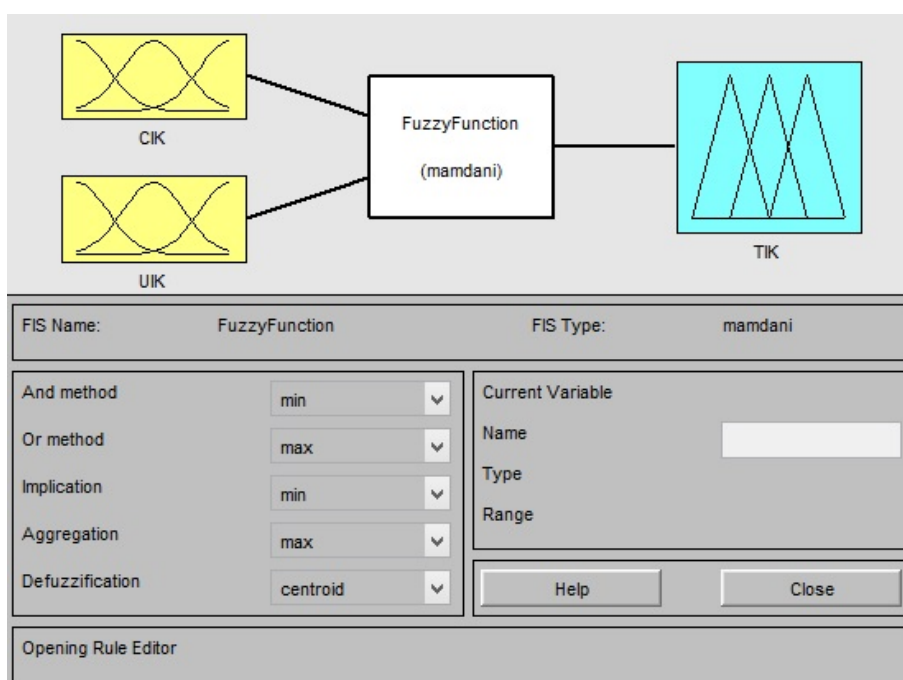 CIK
UIK
FuzzyFunction
(mamdani)
TIK
FIS Name: FuzzyFunction FIS Type: mamdani
And method min
Or method max
Implication min
Aggregation max
Defuzzification centroid
Current Variable
Name
Type
Range
Help Close
Opening Rule Editor